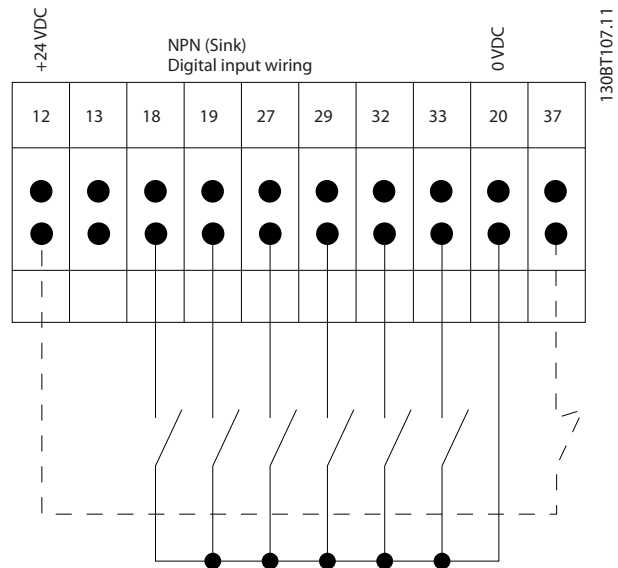 +24 VDC
NPN (Sink)
Digital input wiring
0 VDC
130BT107.11
12 13 18 19 27 29 32 33 20 37